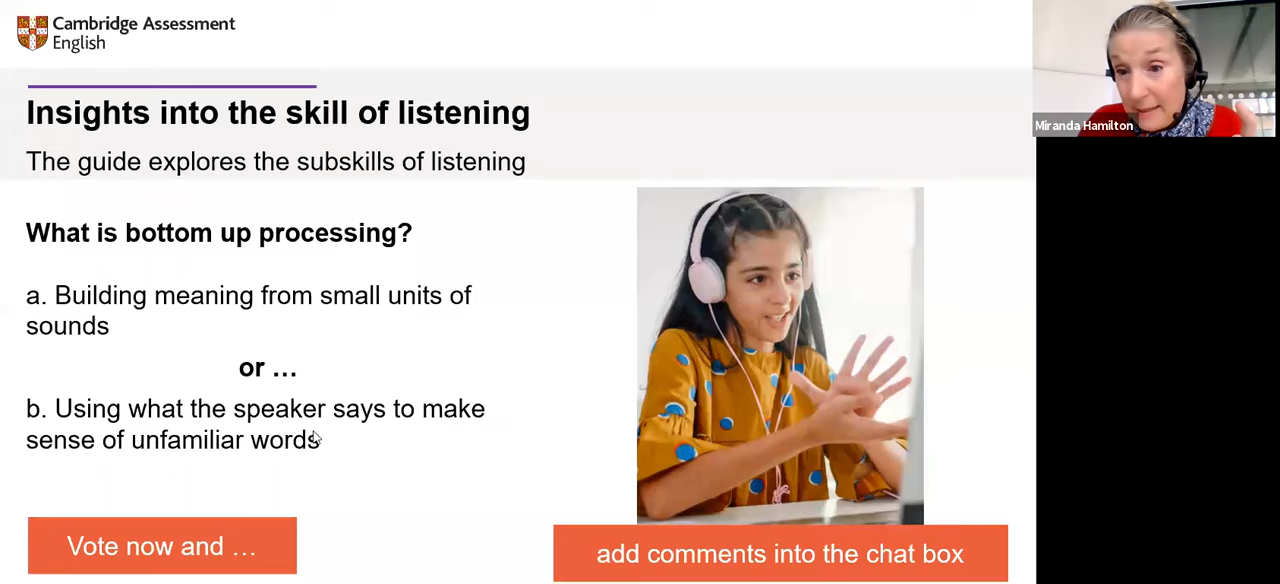 Cambridge Assessment
English
Insights into the skill of listening
The guide explores the subskills of listening
What is bottom up processing?
a. Building meaning from small units of
sounds
or …
b. Using what the speaker says to make
sense of unfamiliar words
Vote now and …
add comments into the chat box
Miranda Hamilton